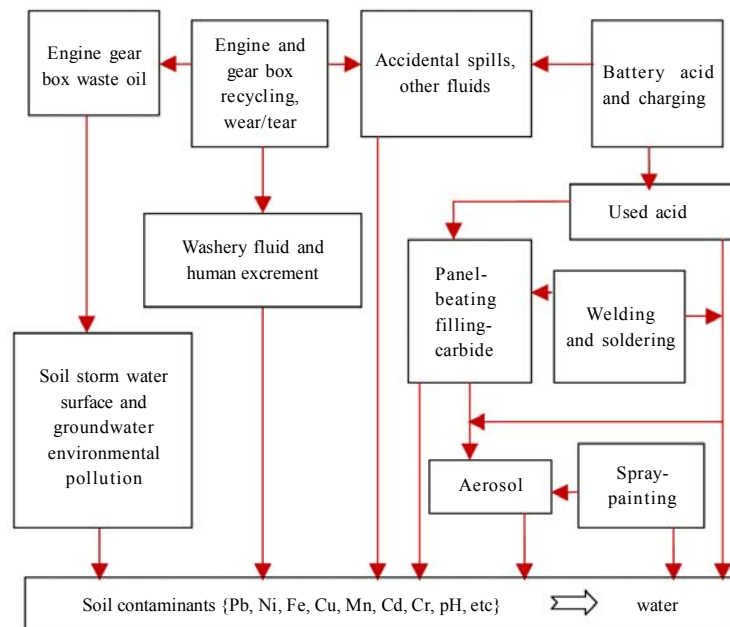 Engine gear
box waste oil
Engine and
gear box
recycling,
wear/tear
Accidental spills,
other fluids
Battery acid
and charging
Used acid
Washery fluid and
human excrement
Panel-
beating
filling-
carbide
Welding
and soldering
Soil storm water
surface and
groundwater
environmental
pollution
Aerosol
Spray-
painting
Soil contaminants {Pb, Ni, Fe, Cu, Mn, Cd, Cr, pH, etc} water